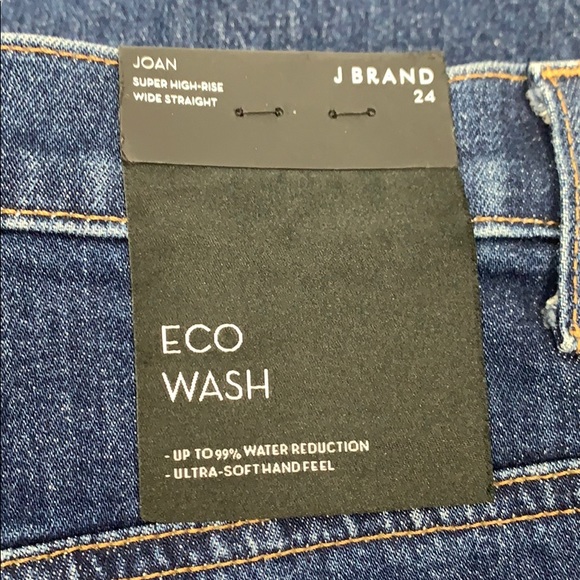 JOAN
SUPER HIGH-RISE
WIDE STRAIGHT
J BRAND
24
ECO
WASH
- UP TO 99% WATER REDUCTION
- ULTRA-SOFT HAND FEEL